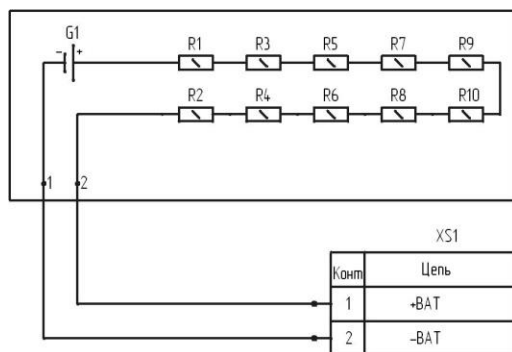 G1
- +
R1 R3 R5 R7 R9
R2 R4 R6 R8 R10
1 2
XS1
Конт Цепь
1 +BAT
2 -BAT